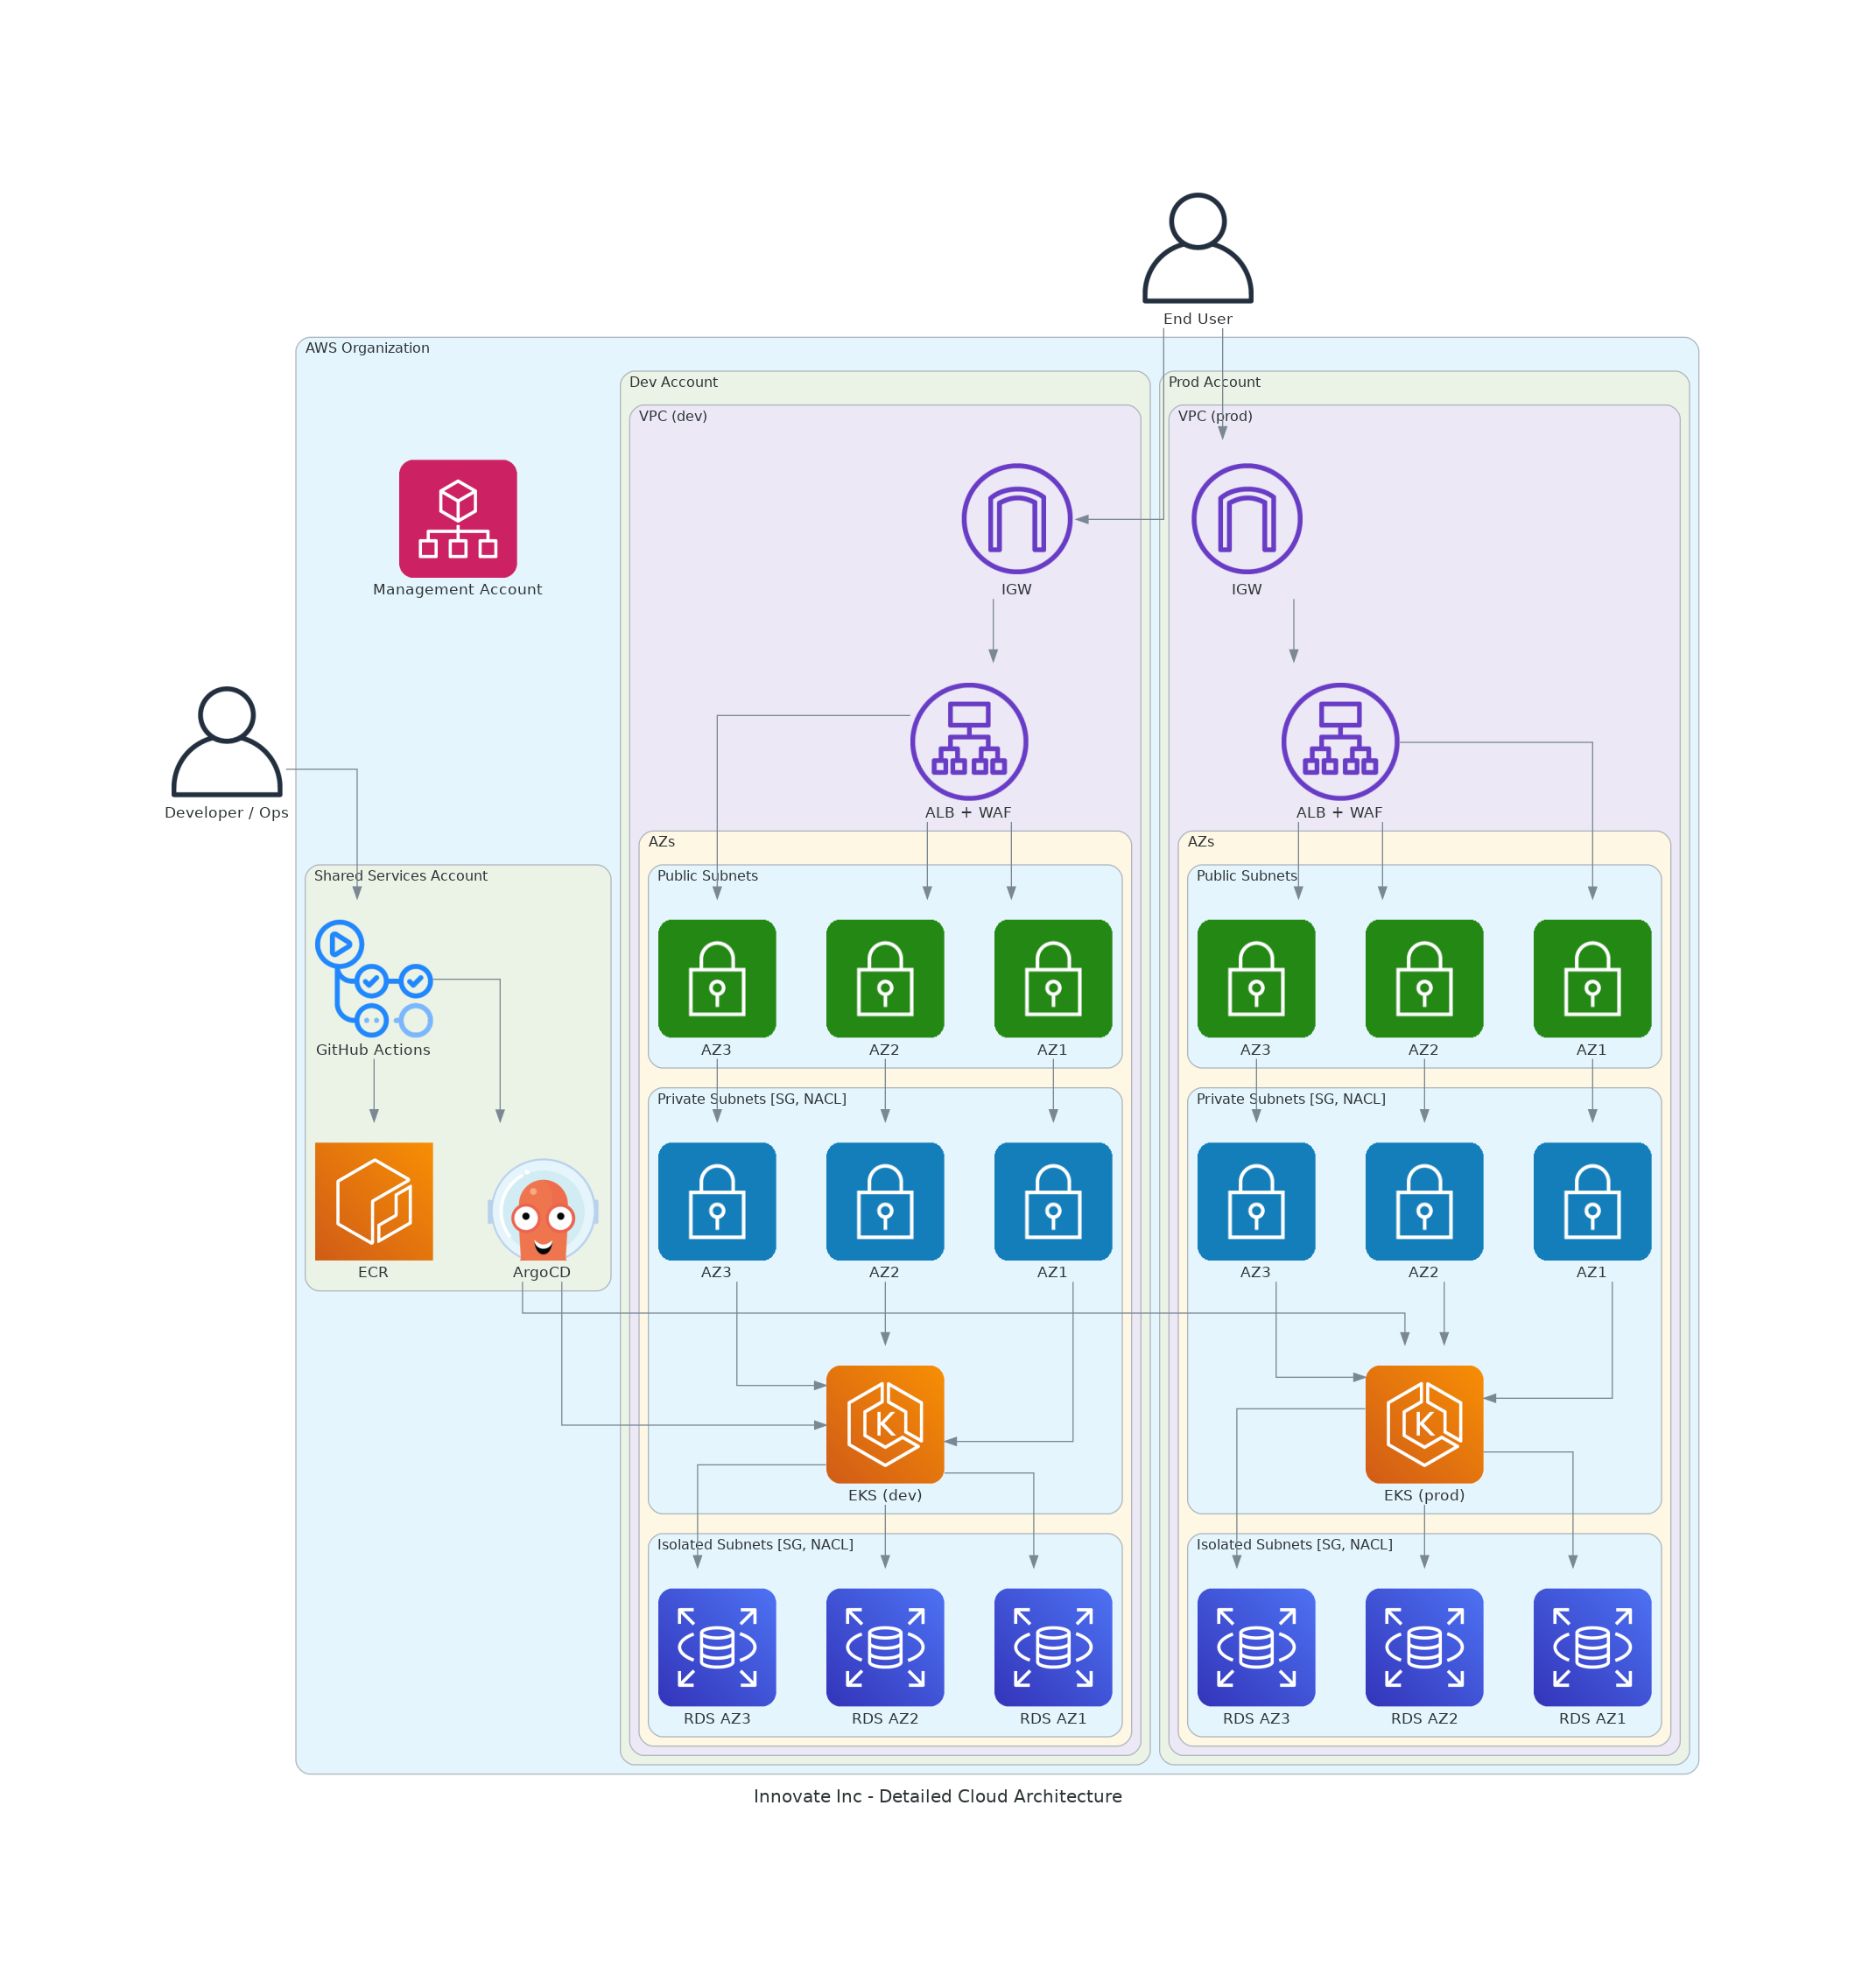 End User
AWS Organization
Dev Account
Prod Account
VPC (dev)
VPC (prod)
Management Account
IGW
IGW
Developer / Ops
ALB + WAF
ALB + WAF
AZs
AZs
Shared Services Account
Public Subnets
Public Subnets
GitHub Actions
AZ3
AZ2
AZ1
AZ3
AZ2
AZ1
Private Subnets [SG, NACL]
Private Subnets [SG, NACL]
ECR
ArgoCD
AZ3
AZ2
AZ1
AZ3
AZ2
AZ1
K
K
EKS (dev)
EKS (prod)
Isolated Subnets [SG, NACL]
Isolated Subnets [SG, NACL]
RDS AZ3
RDS AZ2
RDS AZ1
RDS AZ3
RDS AZ2
RDS AZ1
Innovate Inc - Detailed Cloud Architecture